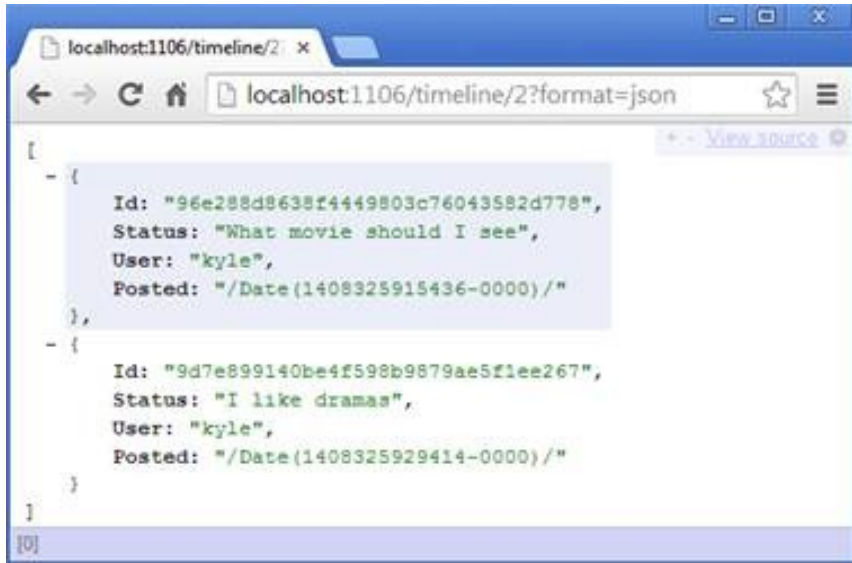 localhost:1106/timeline/2
localhost:1106/timeline/2?format=json
+ - View source
[
- {
Id: "96e288d8638f4449803c76043582d778",
Status: "What movie should I see",
User: "kyle",
Posted: "/Date(1408325915436-0000)/"
},
- {
Id: "9d7e899140be4f598b9879ae5f1ee267",
Status: "I like dramas",
User: "kyle",
Posted: "/Date(1408325929414-0000)/"
}
]
[0]